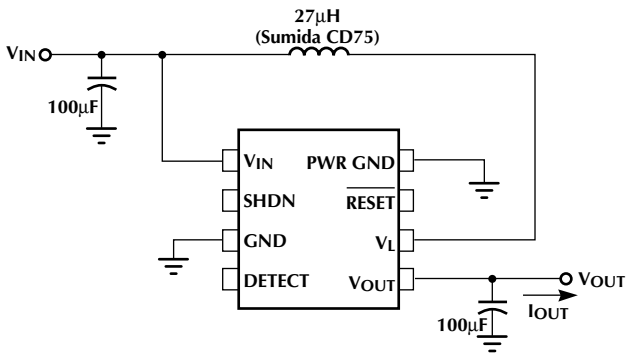 27µH
(Sumida CD75)
VIN
100µF
VIN PWR GND
SHDN RESET
GND VL
DETECT VOUT
VOUT
IOUT
100µF